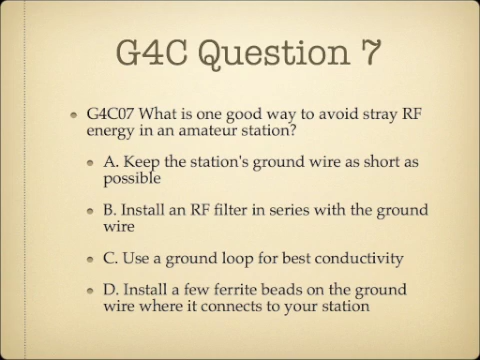 G4C Question 7
G4C07 What is one good way to avoid stray RF
energy in an amateur station?
A. Keep the station's ground wire as short as
possible
B. Install an RF filter in series with the ground
wire
C. Use a ground loop for best conductivity
D. Install a few ferrite beads on the ground
wire where it connects to your station